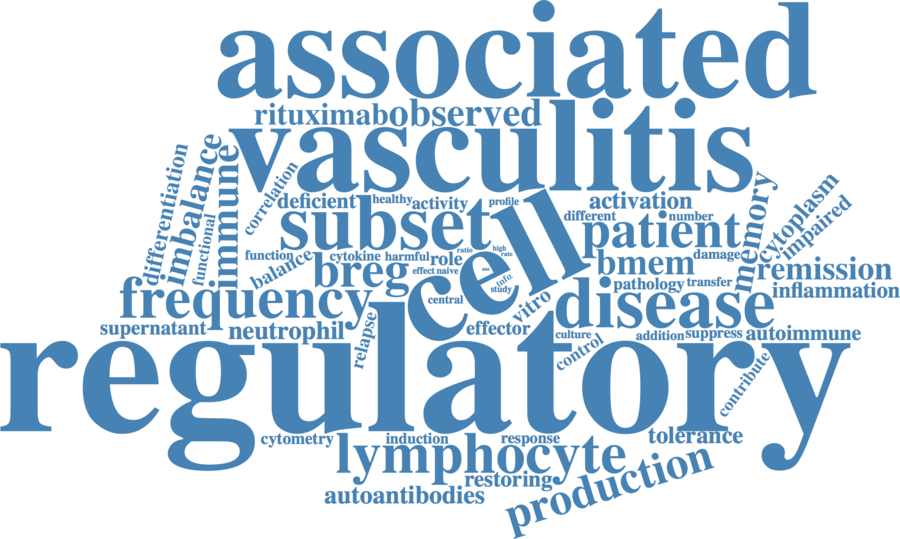 associated
rituximab
observed
vasculitis
differentiation
imbalance
functional
immune
correlation
deficient
healthy
activity
profile
activation
subset
cell
different
number
patient
memory
cytoplasm
impaired
function
balance
cytokine
harmful
role
ratio
high
rate
breg
effect
naive
info
study
bmem
damage
remission
pathology
transfer
inflammation
frequency
central
vitro
disease
supernatant
neutrophil
relapse
effector
culture
control
addition
suppress
autoimmune
regulatory
contribute
cytometry
induction
response
tolerance
lymphocyte
restoring
autoantibodies
production